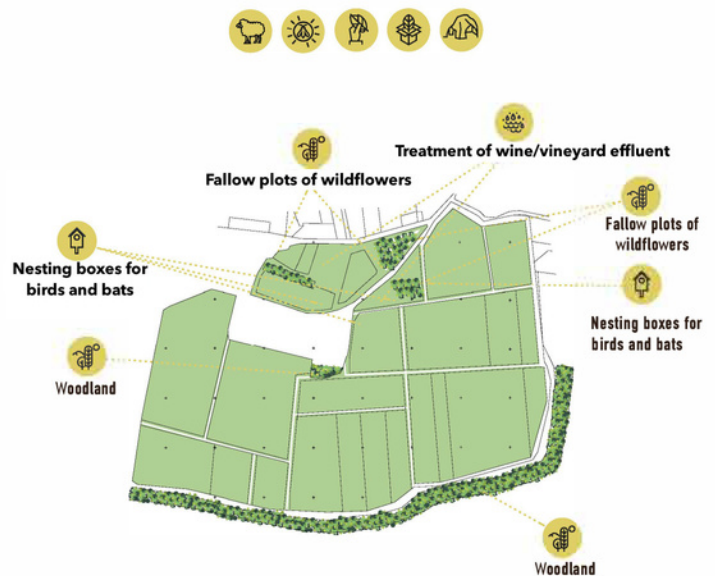 Treatment of wine/vineyard effluent
Fallow plots of wildflowers
Fallow plots of
wildflowers
Nesting boxes for
birds and bats
Nesting boxes for
birds and bats
Woodland
Woodland